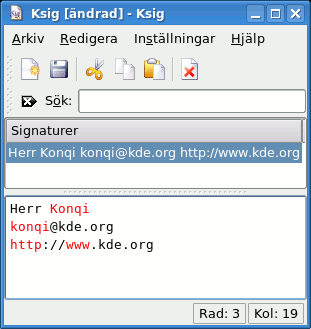 Ksig [ändrad] - Ksig
Arkiv Redigera Inställningar Hjälp
Sök:
Signaturer
Herr Konqi konqi@kde.org http://www.kde.org
Herr Konqi
konqi@kde.org
http://www.kde.org
Rad: 3 Kol: 19